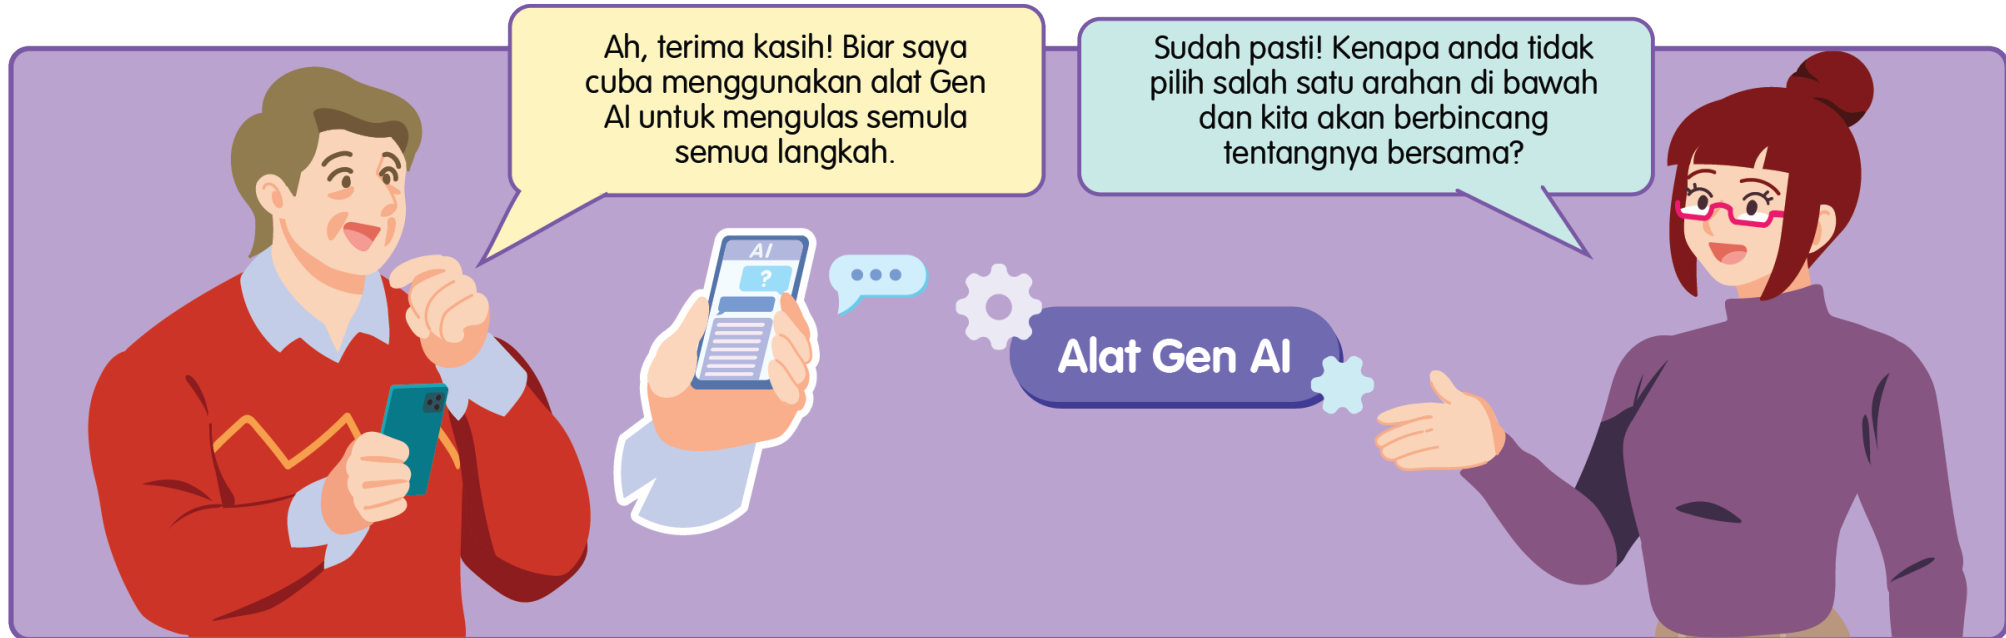 Ah, terima kasih! Biar saya
cuba menggunakan alat Gen
AI untuk mengulas semula
semua langkah.
Sudah pasti! Kenapa anda tidak
pilih salah satu arahan di bawah
dan kita akan berbincang
tentangnya bersama?
AI
?
Alat Gen AI